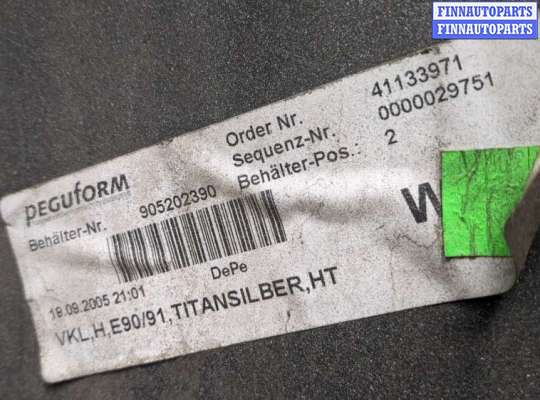 FINNAUTOPARTS
FINNAUTOPARTS
peguform
Order Nr. 41133971
Sequenz-Nr. 0000029751
Behälter-Pos.: 2
Behälter-Nr. 905202390
DePe
19.09.2005 21:01
VKL,H,E90/91,TITANSILBER,HT
W